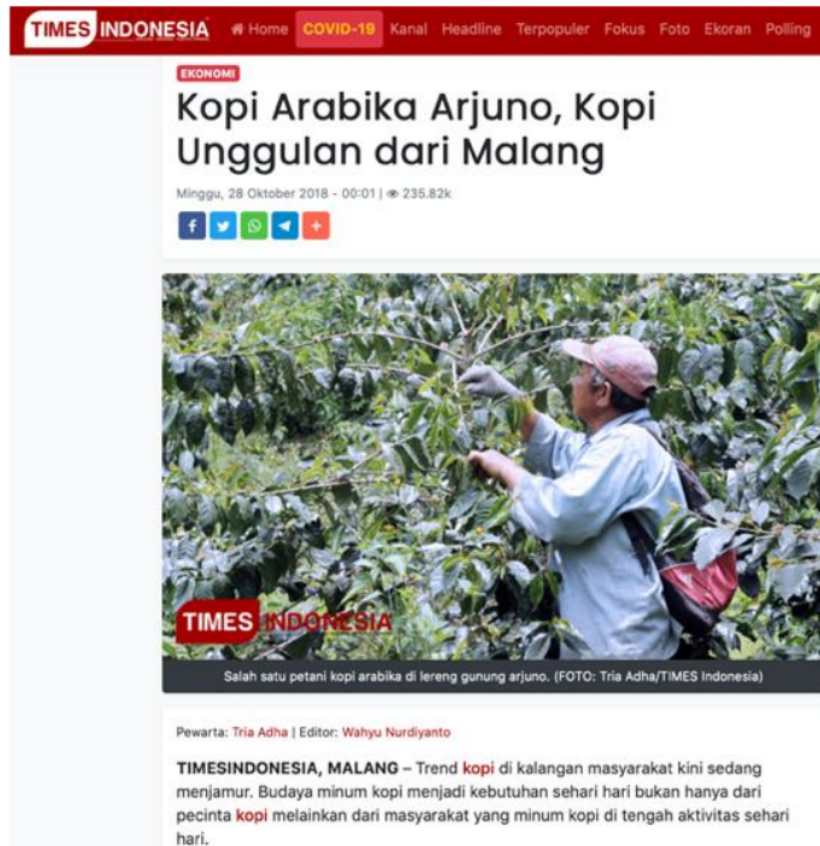 TIMES INDONESIA Home COVID-19 Kanal Headline Terpopuler Fokus Foto Ekoran Polling
EKONOMI
Kopi Arabika Arjuno, Kopi
Unggulan dari Malang
Minggu, 28 Oktober 2018 - 00:01 | 235.82k
TIMES INDONESIA
Salah satu petani kopi arabika di lereng gunung arjuno. (FOTO: Tria Adha/TIMES Indonesia)
Pewarta: Tria Adha | Editor: Wahyu Nurdiyanto
TIMESINDONESIA, MALANG – Trend kopi di kalangan masyarakat kini sedang
menjamur. Budaya minum kopi menjadi kebutuhan sehari hari bukan hanya dari
pecinta kopi melainkan dari masyarakat yang minum kopi di tengah aktivitas sehari
hari.